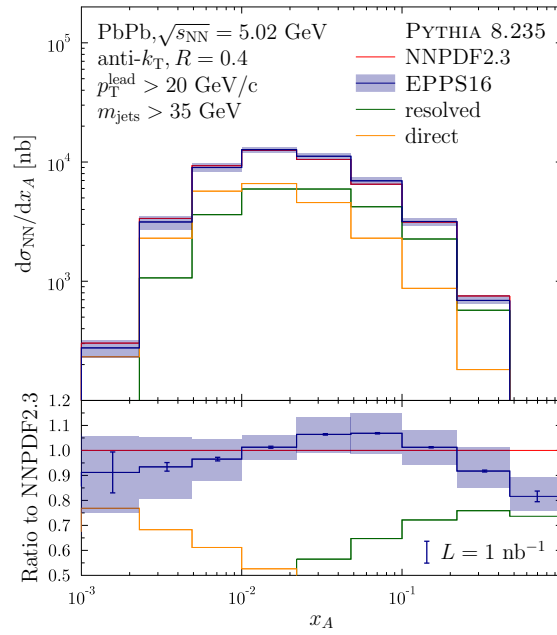 PbPb, √s_NN = 5.02 GeV
anti-k_T, R = 0.4
p_T^lead > 20 GeV/c
m_jets > 35 GeV
PYTHIA 8.235
NNPDF2.3
EPPS16
resolved
direct
dσ_NN/dx_A [nb]
10^5
10^4
10^3
Ratio to NNPDF2.3
1.2
1.1
1.0
0.9
0.8
0.7
0.6
0.5
L = 1 nb^−1
10^−3
10^−2
10^−1
x_A